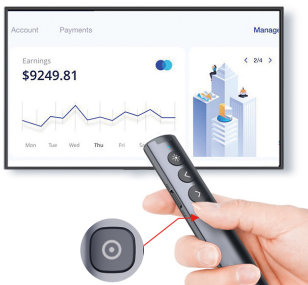 Account Payments Manage
Earnings
$9249.81
< 2/4 >
Mon Tue Wed Thu Fri